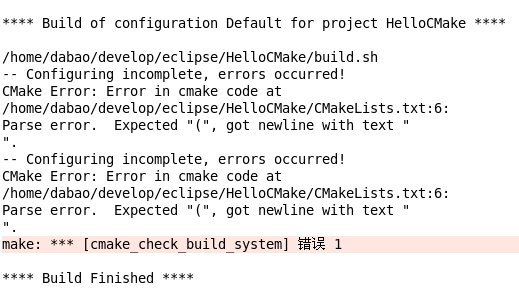 **** Build of configuration Default for project HelloCMake ****
/home/dabao/develop/eclipse/HelloCMake/build.sh
-- Configuring incomplete, errors occurred!
CMake Error: Error in cmake code at
/home/dabao/develop/eclipse/HelloCMake/CMakeLists.txt:6:
Parse error.  Expected "(", got newline with text "
".
-- Configuring incomplete, errors occurred!
CMake Error: Error in cmake code at
/home/dabao/develop/eclipse/HelloCMake/CMakeLists.txt:6:
Parse error.  Expected "(", got newline with text "
".
make: *** [cmake_check_build_system] 错误 1
**** Build Finished ****